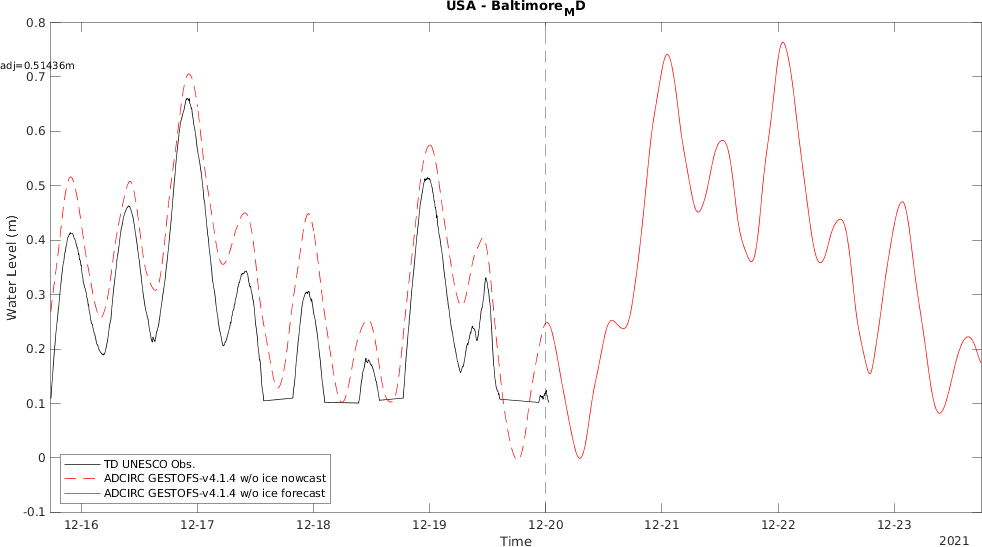 USA - Baltimore_MD
0.8
adj=0.51436m
0.7
0.6
0.5
0.4
0.3
0.2
0.1
0
-0.1
Water Level (m)
TD UNESCO Obs.
ADCIRC GESTOFS-v4.1.4 w/o ice nowcast
ADCIRC GESTOFS-v4.1.4 w/o ice forecast
12-16 12-17 12-18 12-19 12-20 12-21 12-22 12-23
Time
2021